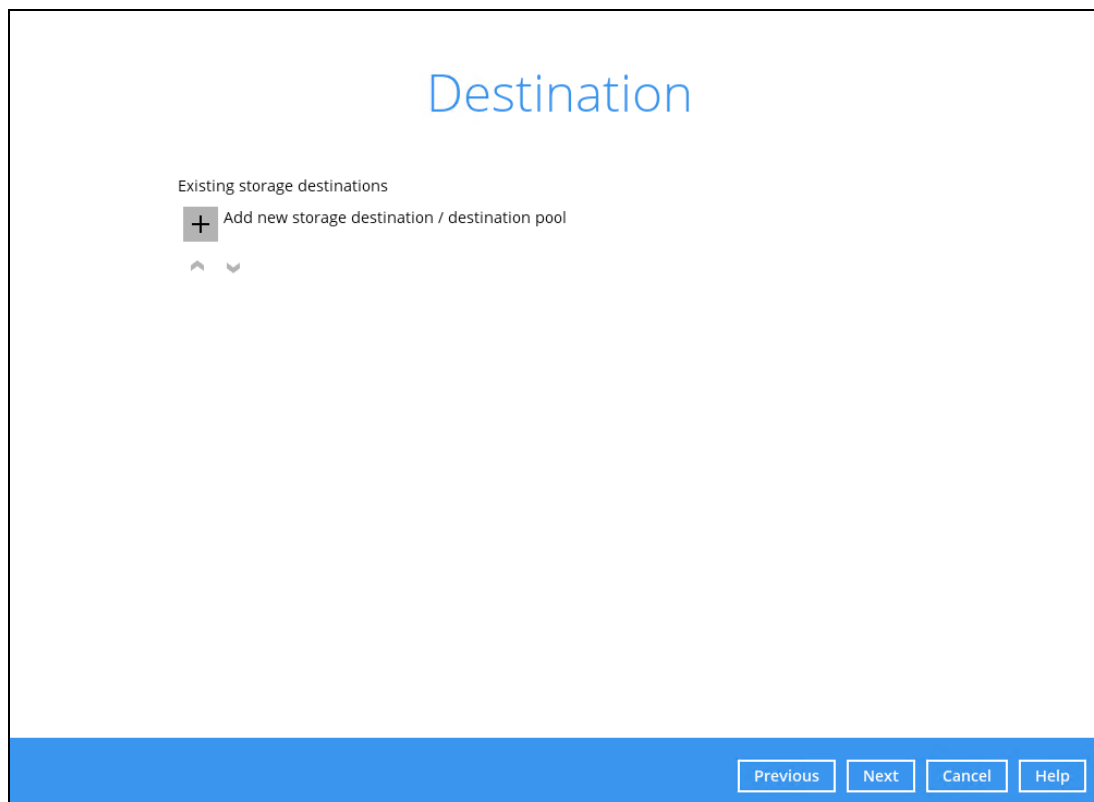 Destination
Existing storage destinations
Add new storage destination / destination pool
Previous Next Cancel Help